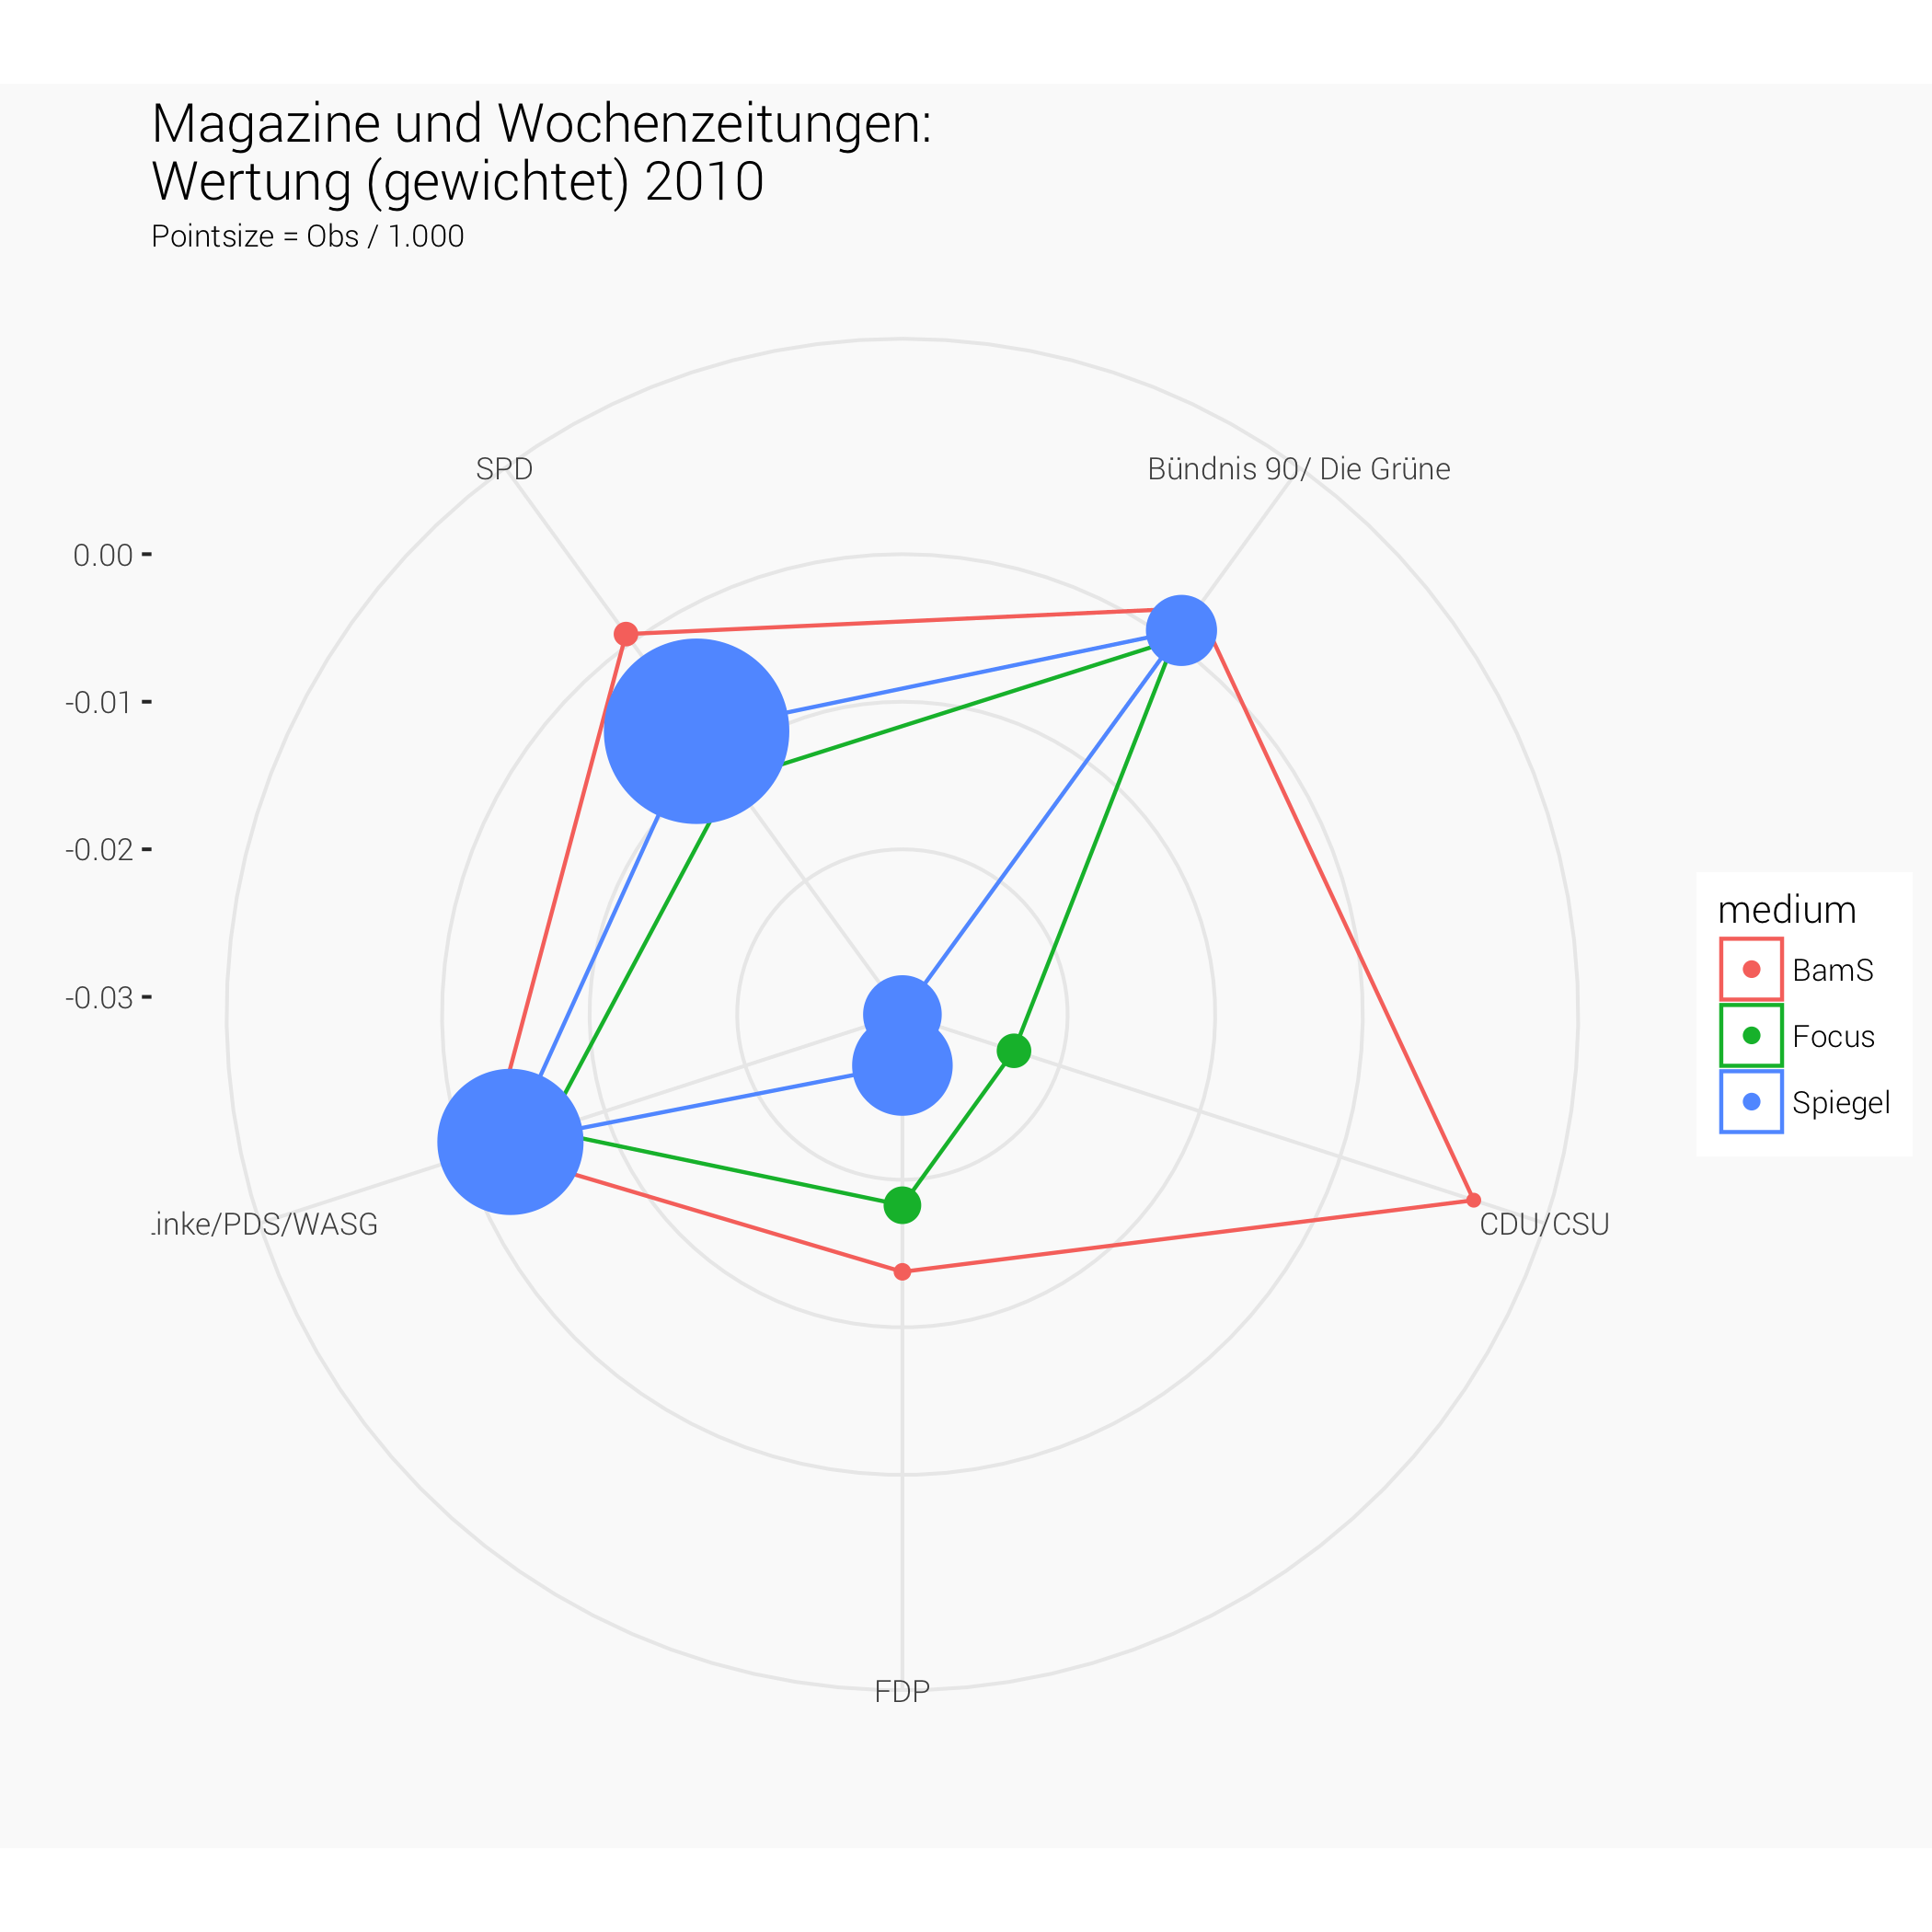 Magazine und Wochenzeitungen:
Wertung (gewichtet) 2010
Pointsize = Obs / 1.000
SPD
Bündnis 90/ Die Grüne
0.00
-0.01
-0.02
-0.03
inke/PDS/WASG
CDU/CSU
FDP
medium
BamS
Focus
Spiegel